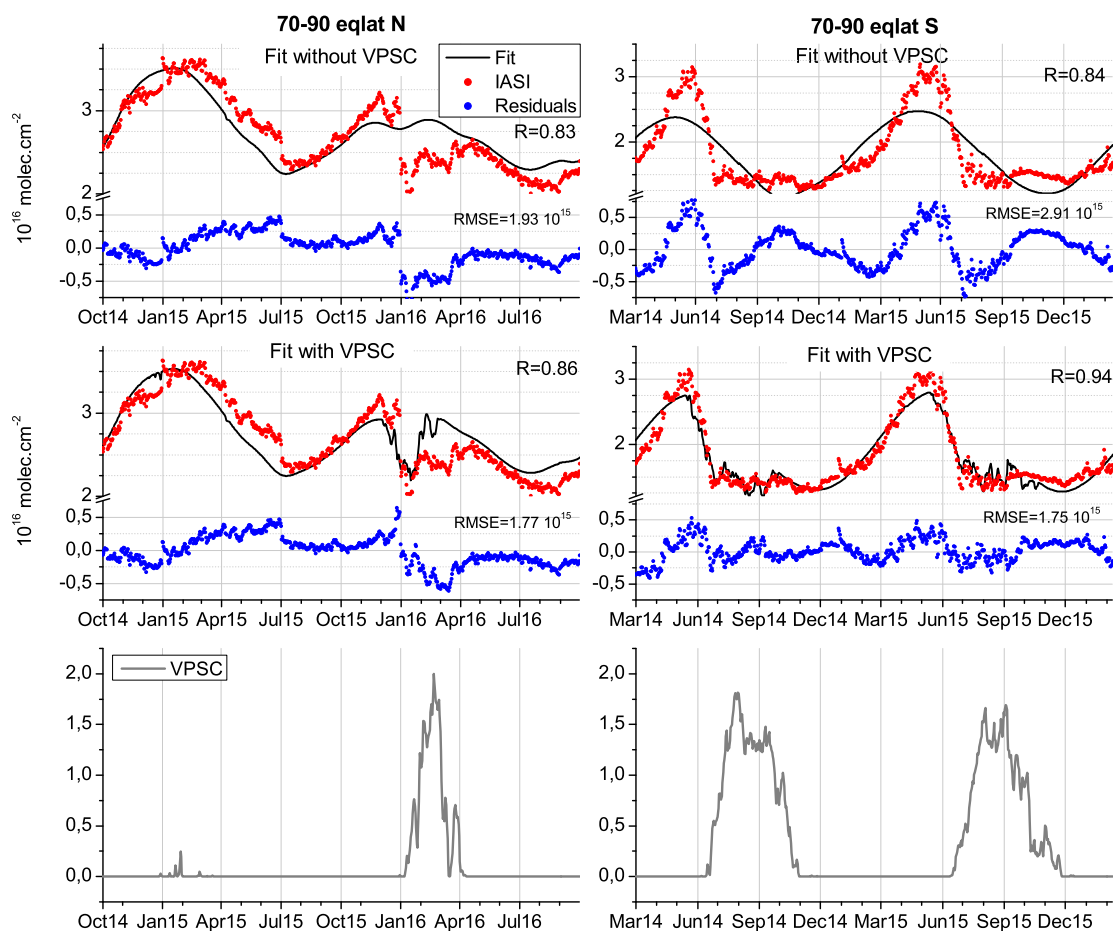 70-90 eqlat N
Fit without VPSC
Fit
IASI
Residuals
R=0.83
3
2
10^16 molec.cm^-2
RMSE=1.93 10^15
0,5
0,0
-0,5
Oct14 Jan15 Apr15 Jul15 Oct15 Jan16 Apr16 Jul16
70-90 eqlat S
Fit without VPSC
R=0.84
3
2
RMSE=2.91 10^15
0,5
0,0
-0,5
Mar14 Jun14 Sep14 Dec14 Mar15 Jun15 Sep15 Dec15
Fit with VPSC
R=0.86
3
2
10^16 molec.cm^-2
RMSE=1.77 10^15
0,5
0,0
-0,5
Oct14 Jan15 Apr15 Jul15 Oct15 Jan16 Apr16 Jul16
Fit with VPSC
R=0.94
3
2
RMSE=1.75 10^15
0,5
0,0
-0,5
Mar14 Jun14 Sep14 Dec14 Mar15 Jun15 Sep15 Dec15
VPSC
2,0
1,5
1,0
0,5
0,0
Oct14 Jan15 Apr15 Jul15 Oct15 Jan16 Apr16 Jul16
2,0
1,5
1,0
0,5
0,0
Mar14 Jun14 Sep14 Dec14 Mar15 Jun15 Sep15 Dec15